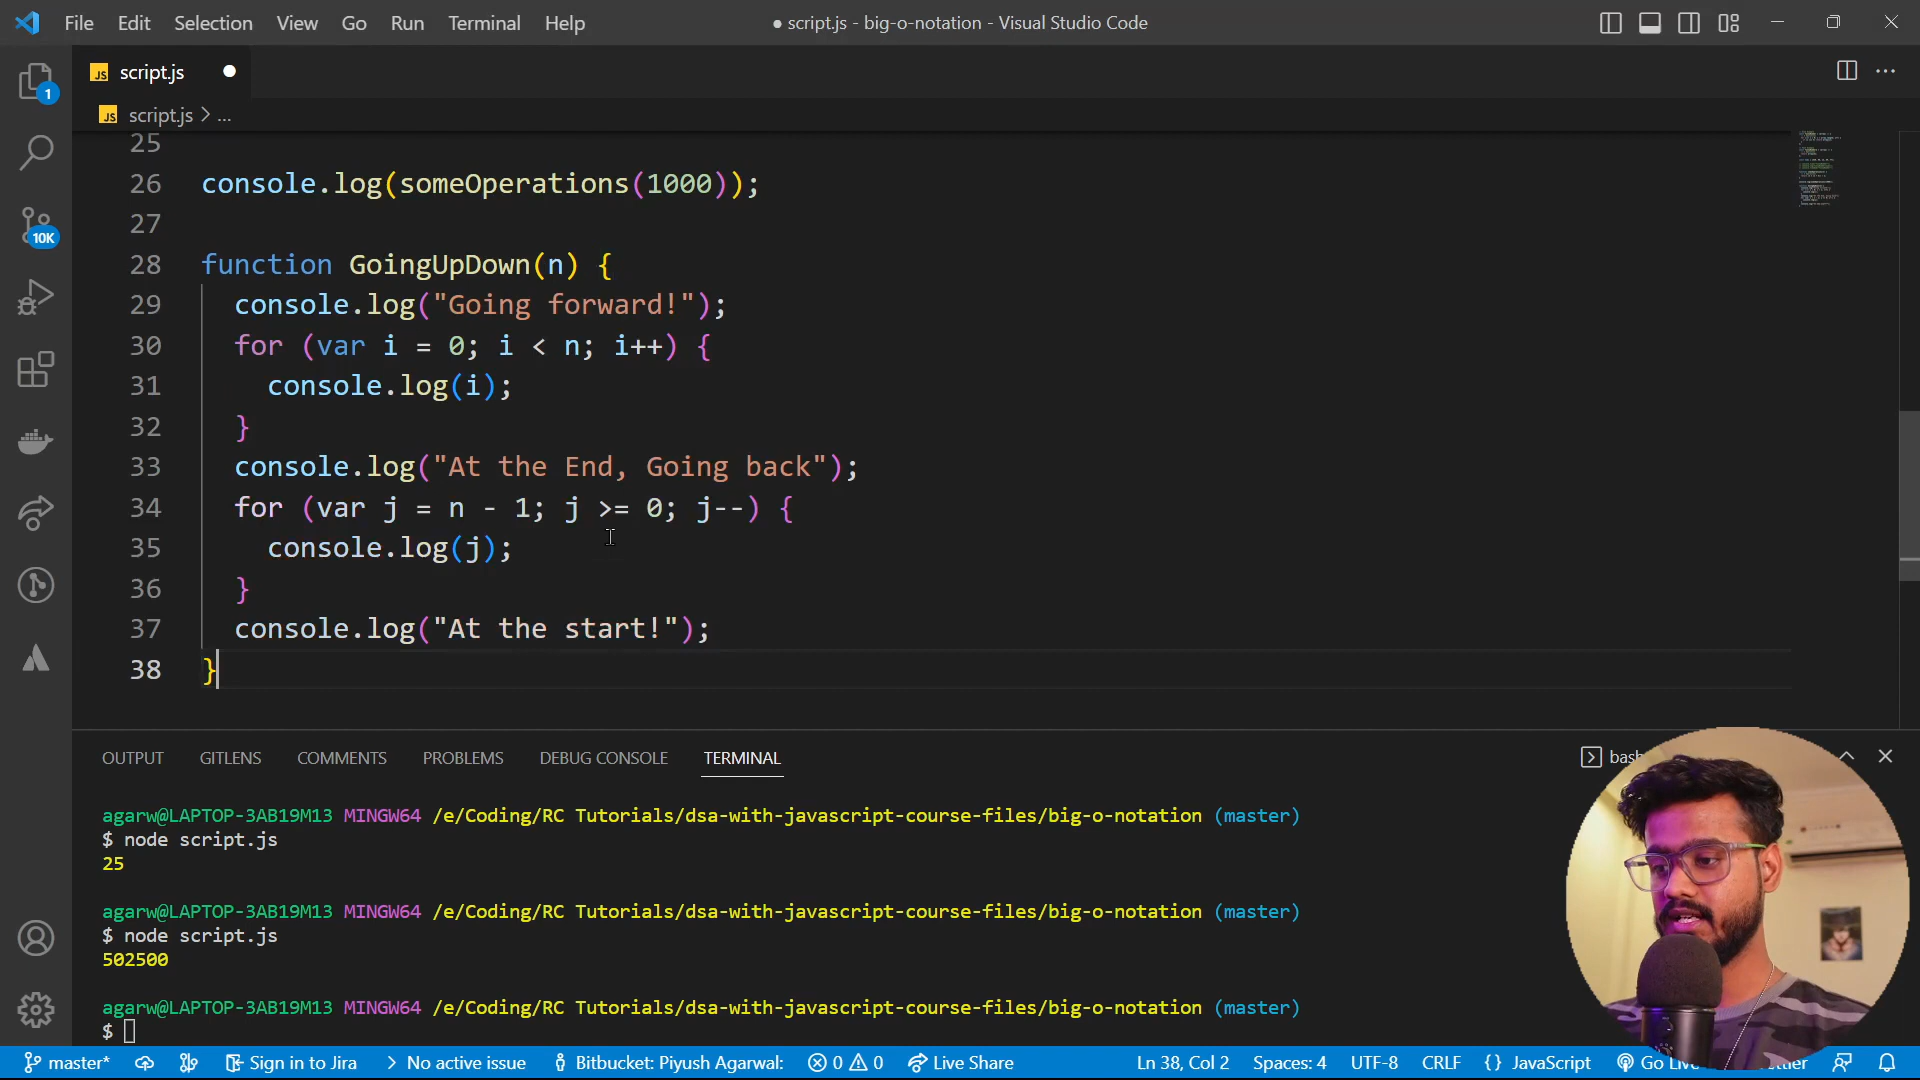 File Edit Selection View Go Run Terminal Help
● script.js - big-o-notation - Visual Studio Code
JS script.js ●
1
JS script.js > ...
25
26 console.log(someOperations(1000));
27
28 function GoingUpDown(n) {
29 console.log("Going forward!");
30 for (var i = 0; i < n; i++) {
31 console.log(i);
32 }
33 console.log("At the End, Going back");
34 for (var j = n - 1; j >= 0; j--) {
35 console.log(j);
36 }
37 console.log("At the start!");
38 }
10K
OUTPUT GITLENS COMMENTS PROBLEMS DEBUG CONSOLE TERMINAL
agarw@LAPTOP-3AB19M13 MINGW64 /e/Coding/RC Tutorials/dsa-with-javascript-course-files/big-o-notation (master)
$ node script.js
25
agarw@LAPTOP-3AB19M13 MINGW64 /e/Coding/RC Tutorials/dsa-with-javascript-course-files/big-o-notation (master)
$ node script.js
502500
agarw@LAPTOP-3AB19M13 MINGW64 /e/Coding/RC Tutorials/dsa-with-javascript-course-files/big-o-notation (master)
$
master* Sign in to Jira > No active issue Bitbucket: Piyush Agarwal: 0 0 Live Share Ln 38, Col 2 Spaces: 4 UTF-8 CRLF {} JavaScript Go